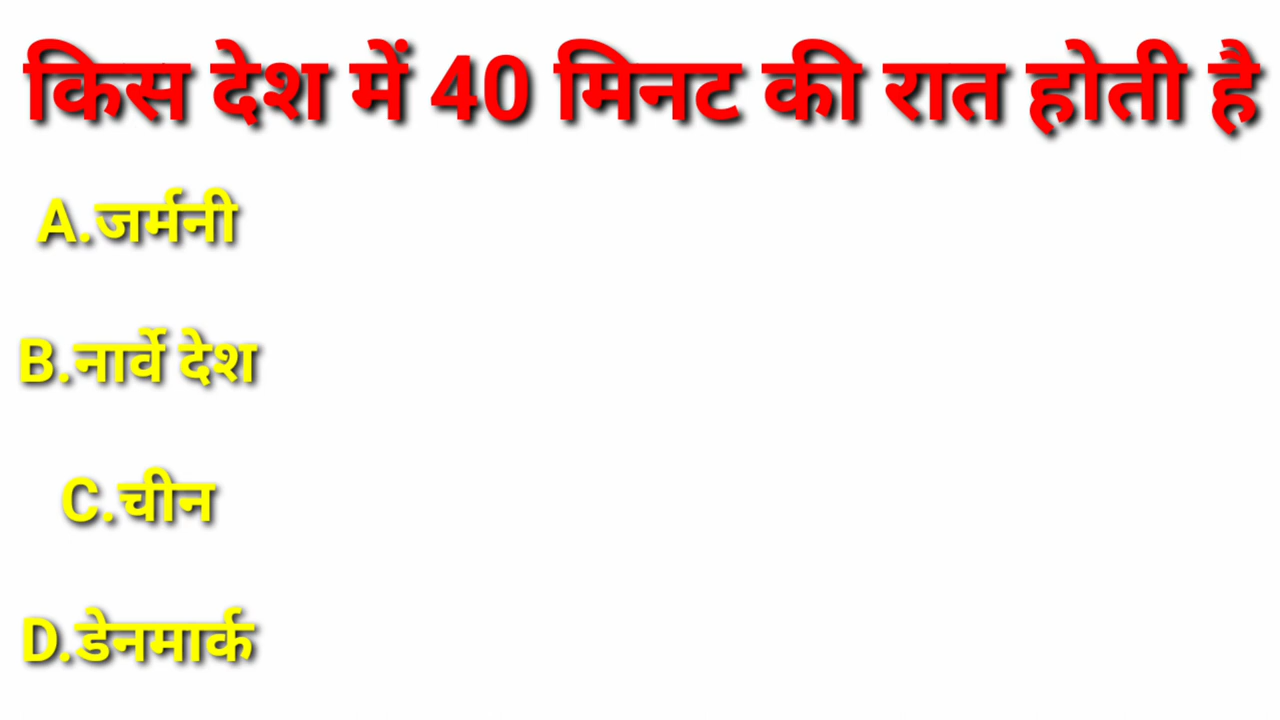 किस देश में 40 मिनट की रात होती है
A.जर्मनी
B.नार्वे देश
C.चीन
D.डेनमार्क